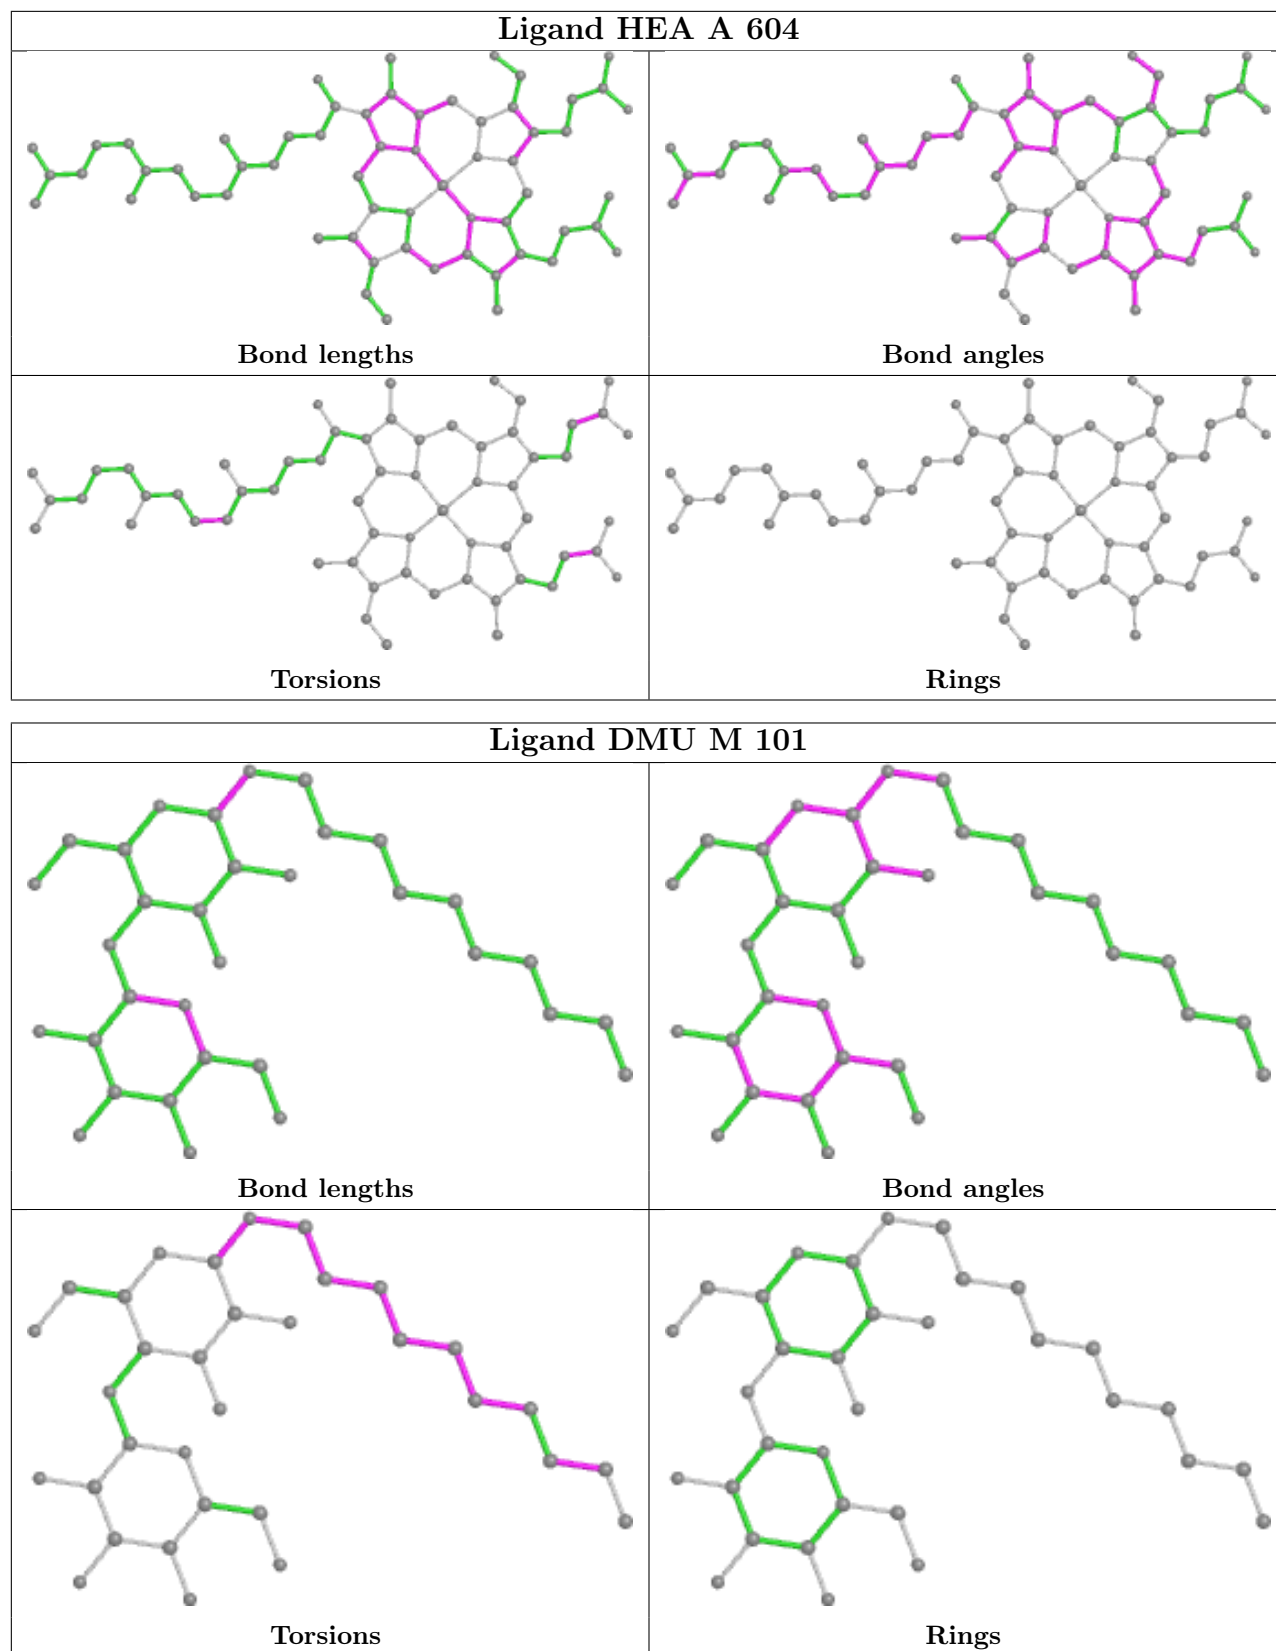 Ligand HEA A 604
Bond lengths
Bond angles
Torsions
Rings
Ligand DMU M 101
Bond lengths
Bond angles
Torsions
Rings